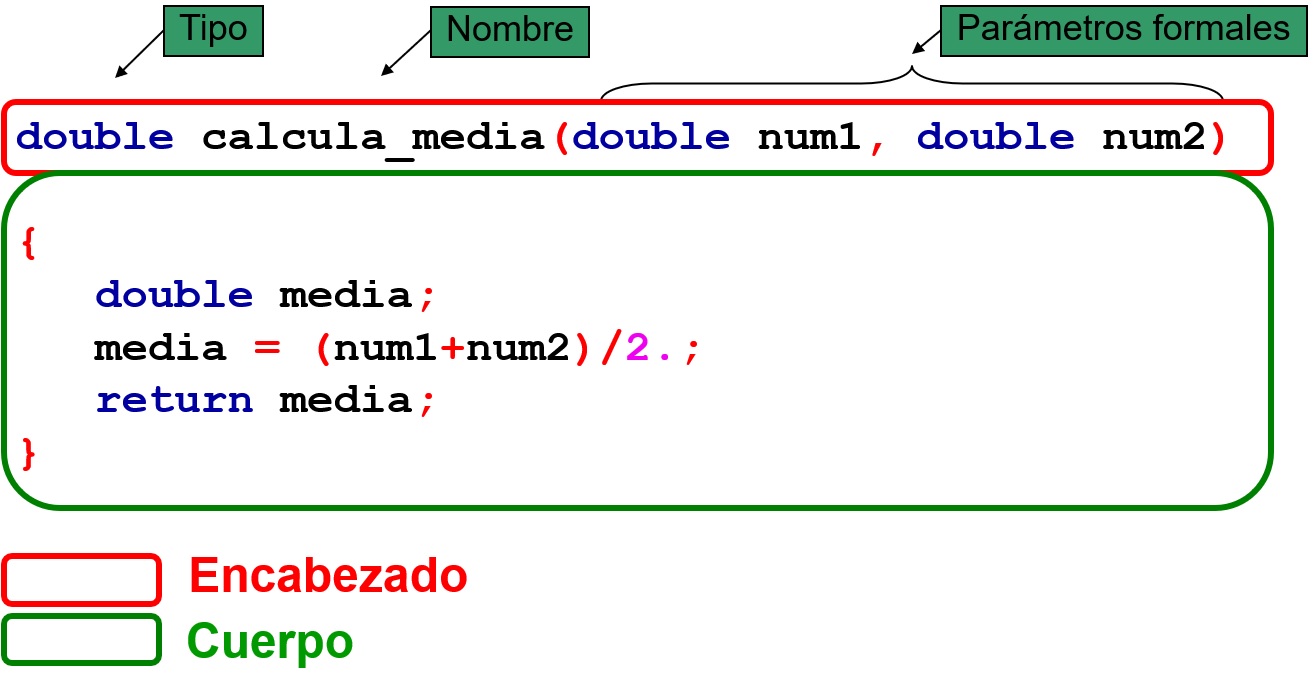 Tipo Nombre Parámetros formales
double calcula_media(double num1, double num2)
{
double media;
media = (num1+num2)/2.;
return media;
}
Encabezado
Cuerpo